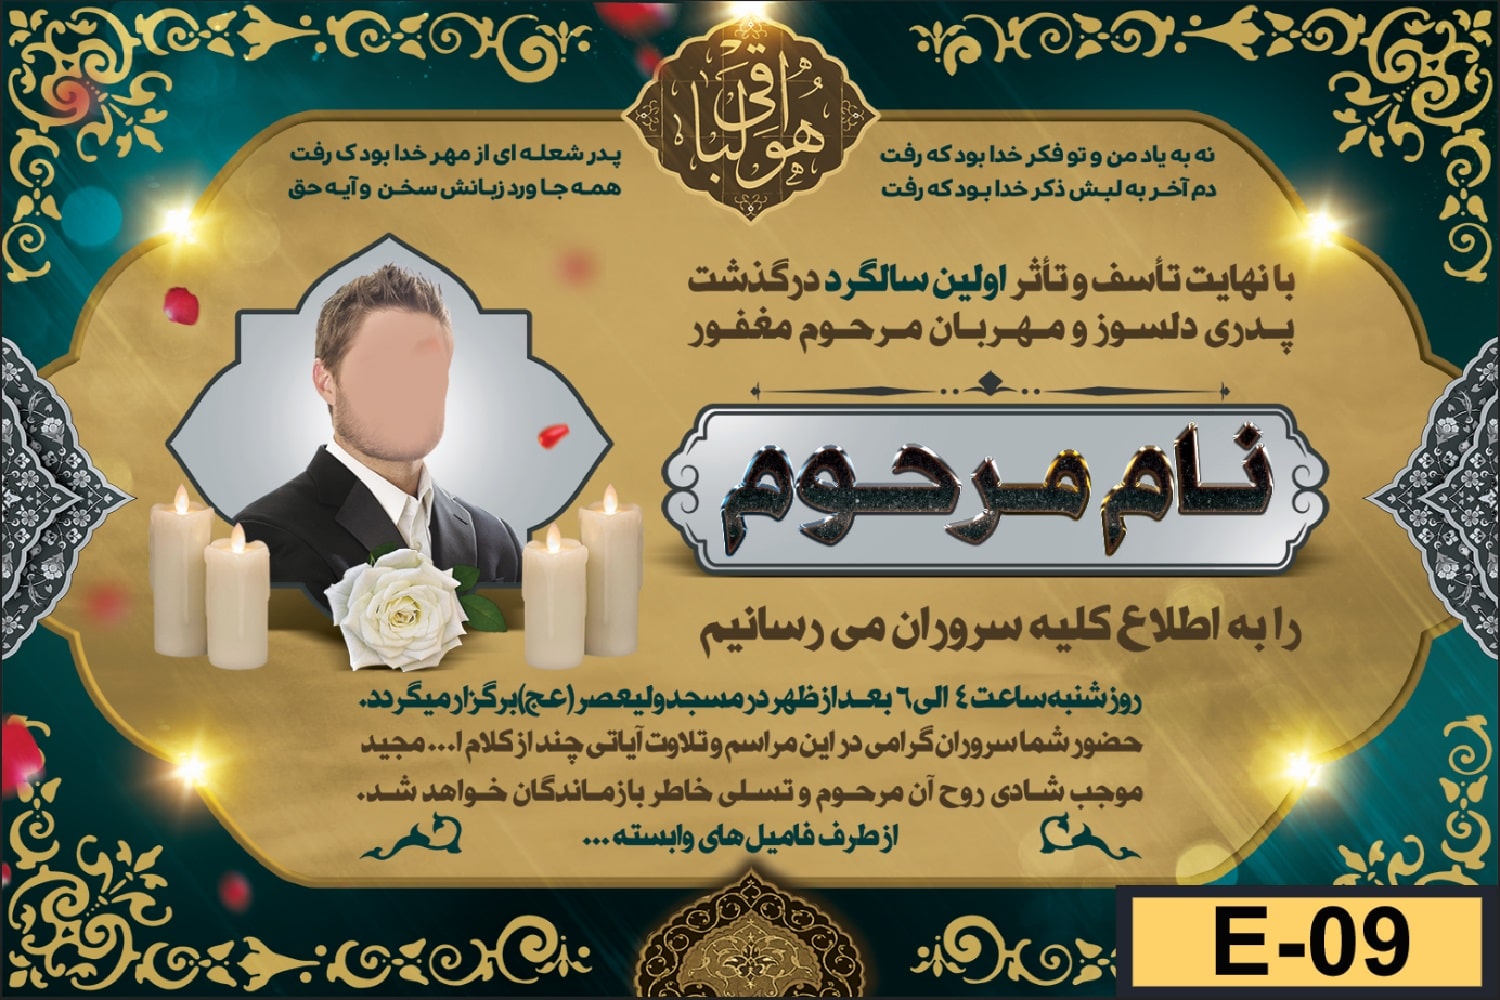 هوالباقی
نه به یاد من و تو فکر خدا بود که رفت
دم آخر به لبش ذکر خدا بود که رفت
پدر شعله ای از مهر خدا بود ک رفت
همه جا ورد زبانش سخن و آیه حق
با نهایت تأسف و تأثر اولین سالگرد درگذشت
پدری دلسوز و مهربان مرحوم مغفور
نام مرحوم
را به اطلاع کلیه سروران می رسانیم
روز شنبه ساعت ٤ الی ٦ بعد از ظهر در مسجد ولیعصر (عج) برگزار میگردد.
حضور شما سروران گرامی در این مراسم و تلاوت آیاتی چند از کلام ا... مجید
موجب شادی روح آن مرحوم و تسلی خاطر بازماندگان خواهد شد.
از طرف فامیل های وابسته ...
E-09